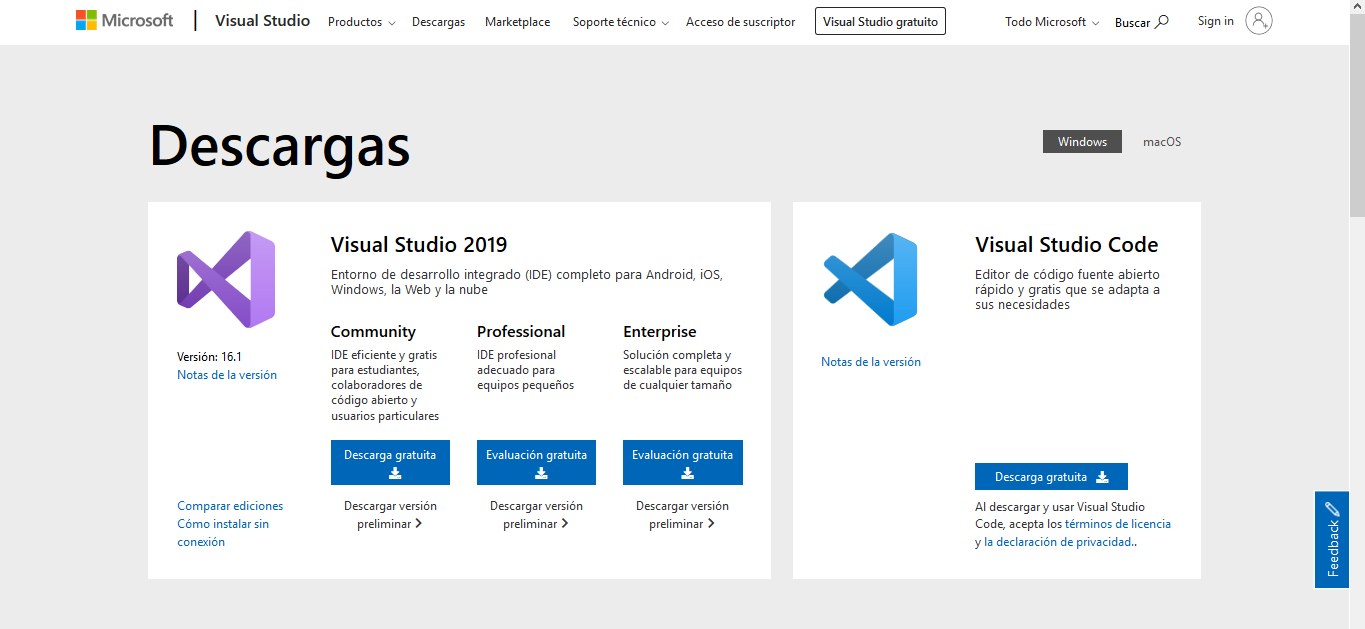 Microsoft
Visual Studio
Productos
Descargas
Marketplace
Soporte técnico
Acceso de suscriptor
Visual Studio gratuito
Todo Microsoft
Buscar
Sign in
Descargas
Windows
macOS
Visual Studio 2019
Entorno de desarrollo integrado (IDE) completo para Android, iOS,
Windows, la Web y la nube
Versión: 16.1
Notas de la versión
Community
IDE eficiente y gratis
para estudiantes,
colaboradores de
código abierto y
usuarios particulares
Descarga gratuita
Descargar versión
preliminar
Professional
IDE profesional
adecuado para
equipos pequeños
Evaluación gratuita
Descargar versión
preliminar
Enterprise
Solución completa y
escalable para equipos
de cualquier tamaño
Evaluación gratuita
Descargar versión
preliminar
Comparar ediciones
Cómo instalar sin
conexión
Visual Studio Code
Editor de código fuente abierto
rápido y gratis que se adapta a
sus necesidades
Notas de la versión
Descarga gratuita
Al descargar y usar Visual Studio
Code, acepta los términos de licencia
y la declaración de privacidad..
Feedback